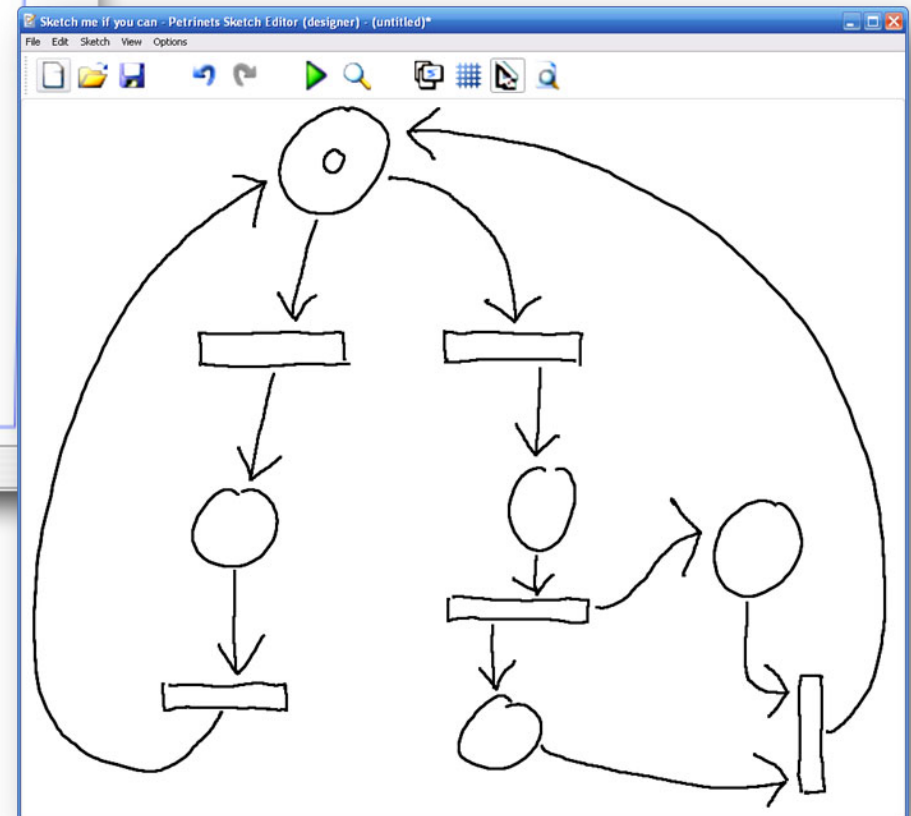 Sketch me if you can - Petrinets Sketch Editor (designer) - (untitled)*
File Edit Sketch View Options